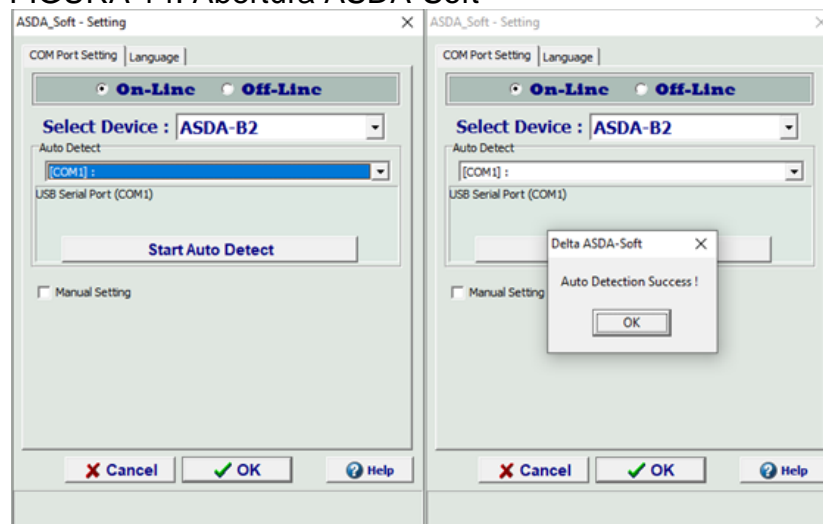 ASDA_Soft - Setting
COM Port Setting Language
On-Line Off-Line
Select Device : ASDA-B2
Auto Detect
[COM1] :
USB Serial Port (COM1)
Start Auto Detect
Manual Setting
Cancel OK Help
ASDA_Soft - Setting
COM Port Setting Language
On-Line Off-Line
Select Device : ASDA-B2
Auto Detect
[COM1] :
USB Serial Port (COM1)
Delta ASDA-Soft
Auto Detection Success !
OK
Manual Setting
Cancel OK Help